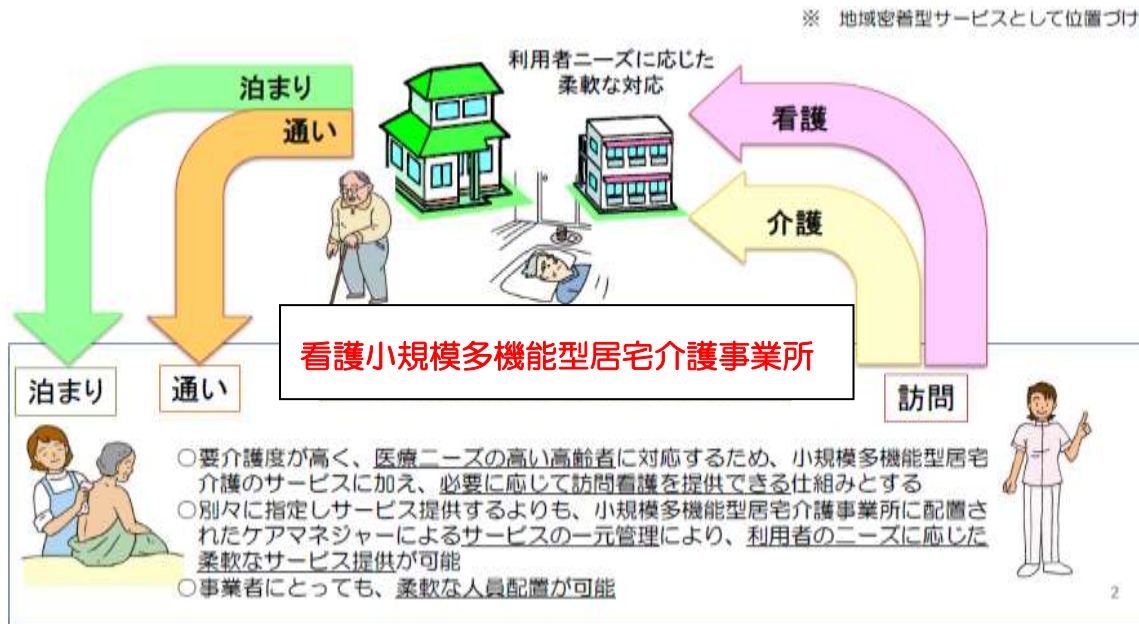 ※ 地域密着型サービスとして位置づけ
利用者ニーズに応じた
柔軟な対応
泊まり
通い
看護
介護
看護小規模多機能型居宅介護事業所
泊まり
通い
訪問
○要介護度が高く、医療ニーズの高い高齢者に対応するため、小規模多機能型居宅
介護のサービスに加え、必要に応じて訪問看護を提供できる仕組みとする
○別々に指定しサービス提供するよりも、小規模多機能型居宅介護事業所に配置さ
れたケアマネジャーによるサービスの一元管理により、利用者のニーズに応じた
柔軟なサービス提供が可能
○事業者にとっても、柔軟な人員配置が可能
2